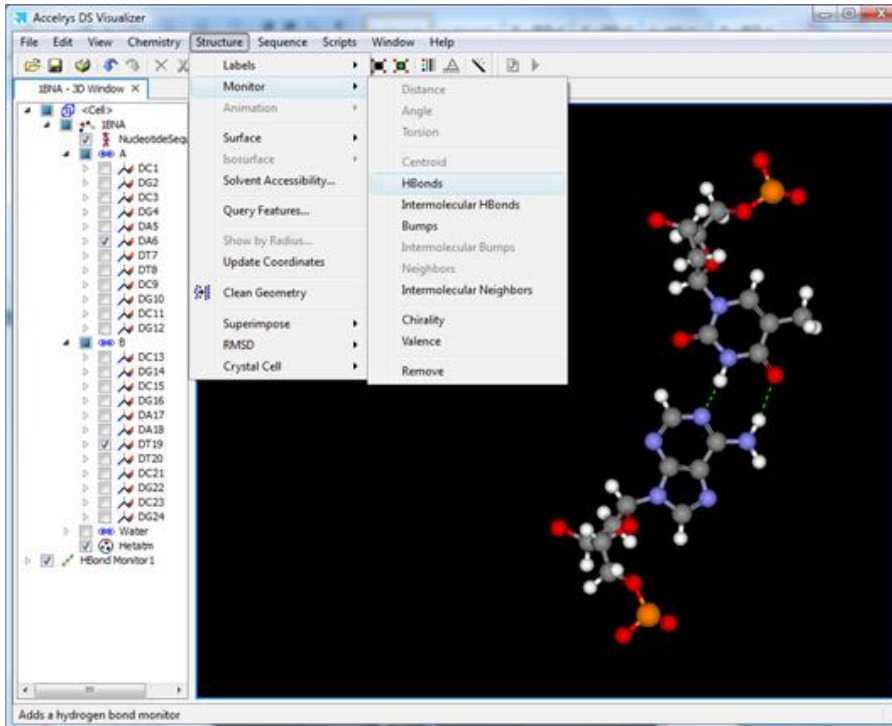 Accelrys DS Visualizer
File Edit View Chemistry Structure Sequence Scripts Window Help
1BNA - 3D Window
Labels
Monitor
Animation
Surface
Isosurface
Solvent Accessibility...
Query Features...
Show by Radius...
Update Coordinates
Clean Geometry
Superimpose
RMSD
Crystal Cell
Distance
Angle
Torsion
Centroid
HBonds
Intermolecular HBonds
Bumps
Intermolecular Bumps
Neighbors
Intermolecular Neighbors
Chirality
Valence
Remove
<Cell>
1BNA
NucleotideSeq
A
DC1
DG2
DC3
DG4
DA5
DA6
DT7
DT8
DC9
DG10
DC11
DG12
B
DC13
DG14
DC15
DG16
DA17
DA18
DT19
DT20
DC21
DG22
DC23
DG24
Water
Hetatm
HBond Monitor1
Adds a hydrogen bond monitor